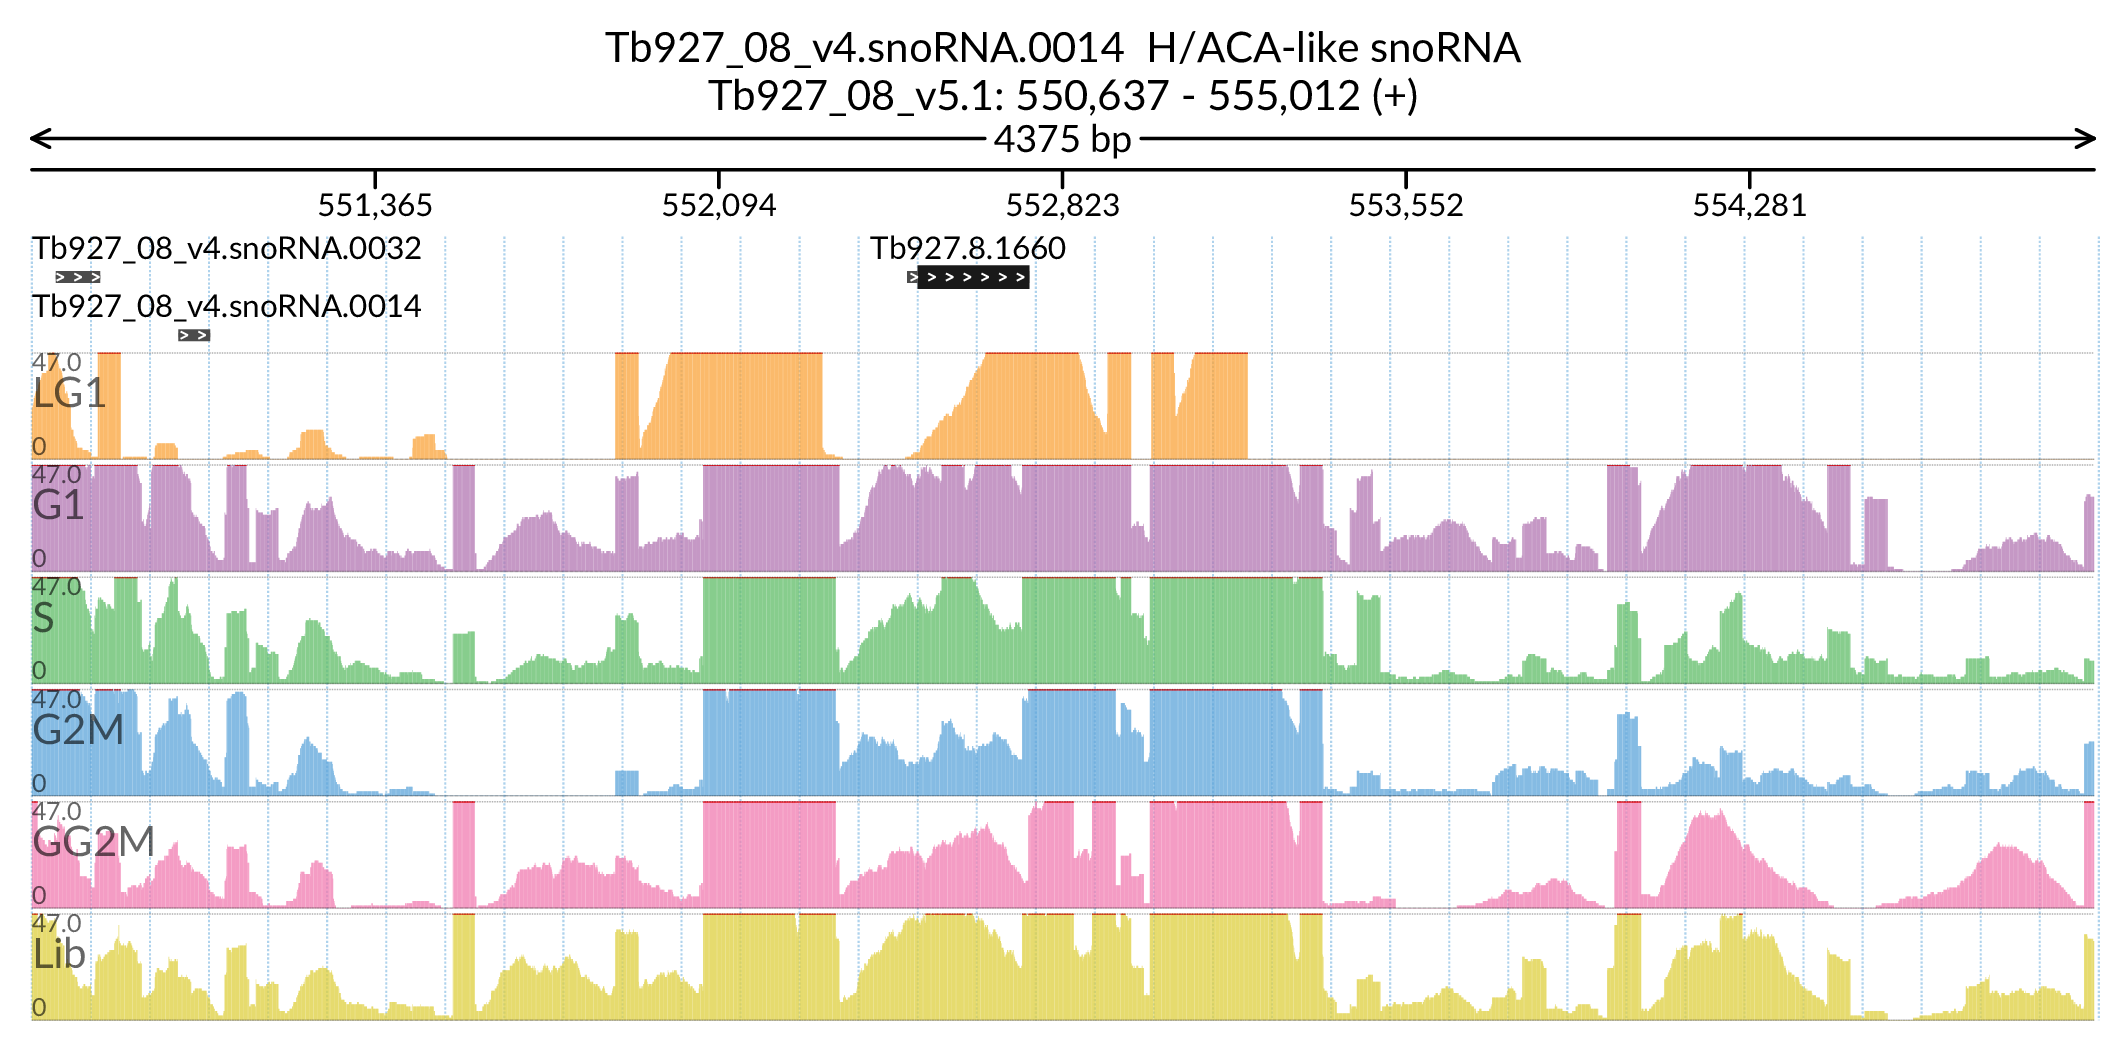 Tb927_08_v4.snoRNA.0014 H/ACA-like snoRNA
Tb927_08_v5.1: 550,637 - 555,012 (+)
4375 bp
551,365 552,094 552,823 553,552 554,281
Tb927_08_v4.snoRNA.0032 Tb927.8.1660
Tb927_08_v4.snoRNA.0014
47.0
LG1
0
47.0
G1
0
47.0
S
0
47.0
G2M
0
47.0
GG2M
0
47.0
Lib
0